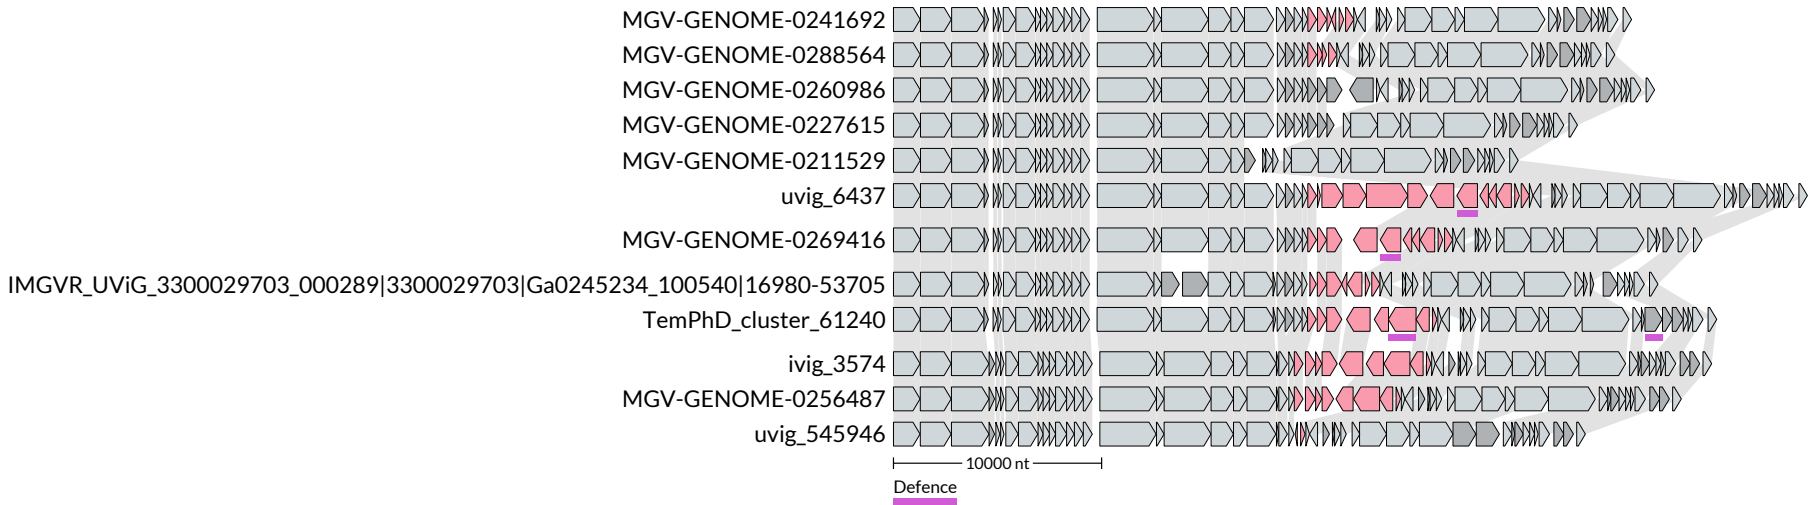 MGV-GENOME-0241692
MGV-GENOME-0288564
MGV-GENOME-0260986
MGV-GENOME-0227615
MGV-GENOME-0211529
uvig_6437
MGV-GENOME-0269416
IMGVR_UViG_3300029703_000289|3300029703|Ga0245234_100540|16980-53705
TemPhD_cluster_61240
ivig_3574
MGV-GENOME-0256487
uvig_545946
10000 nt
Defence